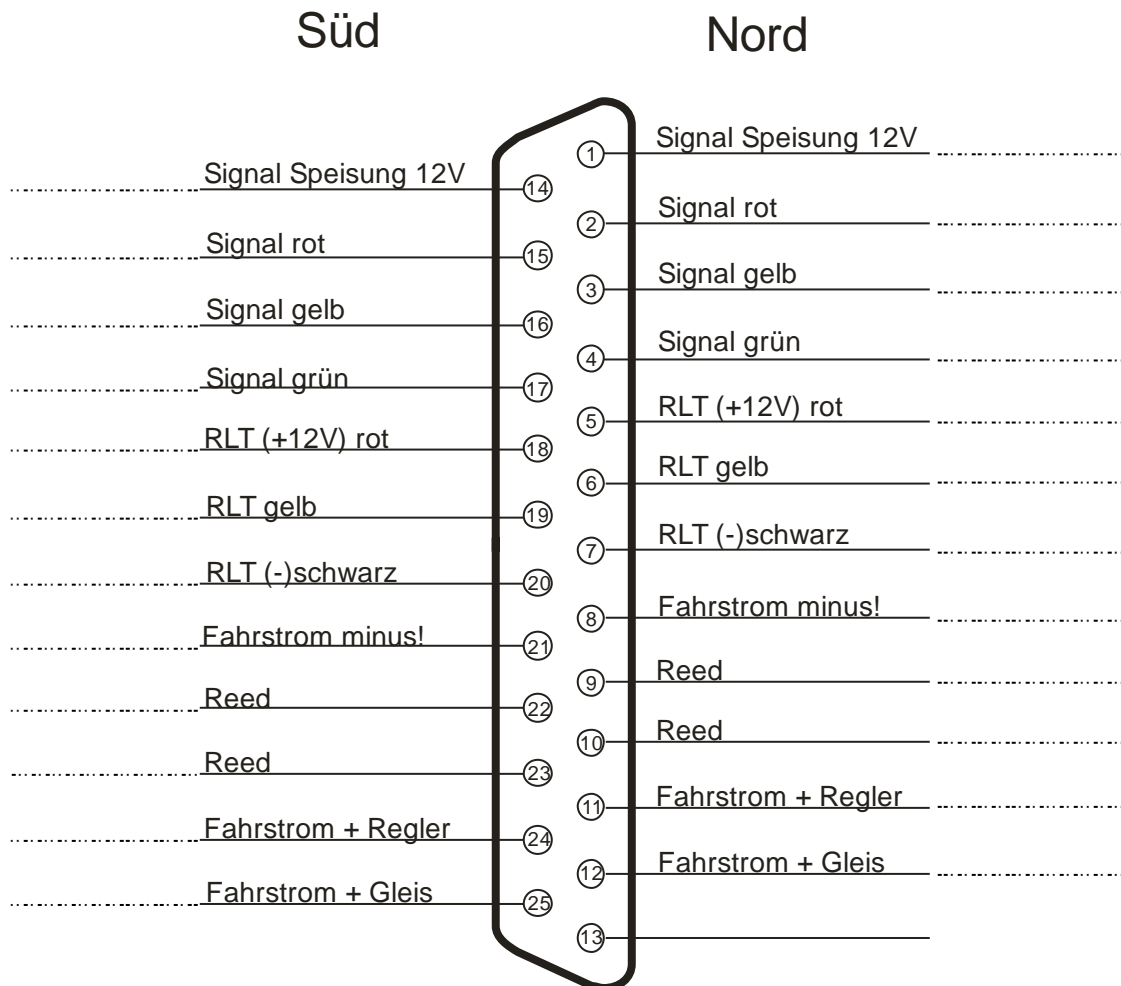 Süd
Nord
1 Signal Speisung 12V
Signal Speisung 12V 14
2 Signal rot
Signal rot 15
3 Signal gelb
Signal gelb 16
4 Signal grün
Signal grün 17
5 RLT (+12V) rot
RLT (+12V) rot 18
6 RLT gelb
RLT gelb 19
7 RLT (-)schwarz
RLT (-)schwarz 20
8 Fahrstrom minus!
Fahrstrom minus! 21
9 Reed
Reed 22
10 Reed
Reed 23
11 Fahrstrom + Regler
Fahrstrom + Regler 24
12 Fahrstrom + Gleis
Fahrstrom + Gleis 25
13